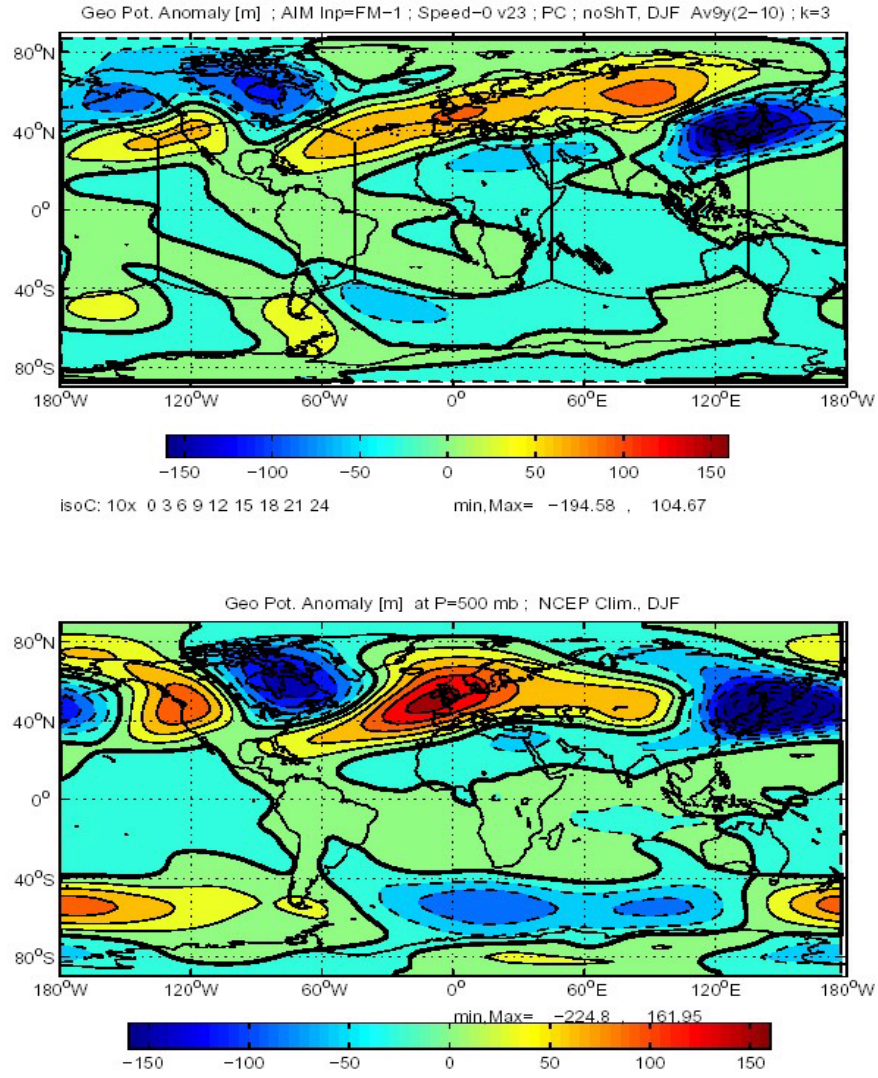 Geo Pot. Anomaly [m]  ; AIM Inp=FM−1 ; Speed−0 v23 ; PC ; noShT, DJF  Av9y(2−10) ; k=3
80°N
40°N
0°
40°S
80°S
180°W 120°W 60°W 0° 60°E 120°E 180°W
−150 −100 −50 0 50 100 150
isoC: 10x  0 3 6 9 12 15 18 21 24 min,Max=  −194.58  ,  104.67
Geo Pot. Anomaly [m]  at P=500 mb ;  NCEP Clim., DJF
80°N
40°N
0°
40°S
80°S
180°W 120°W 60°W 0° 60°E 120°E 180°W
min,Max=  −224.8  ,  161.95
−150 −100 −50 0 50 100 150